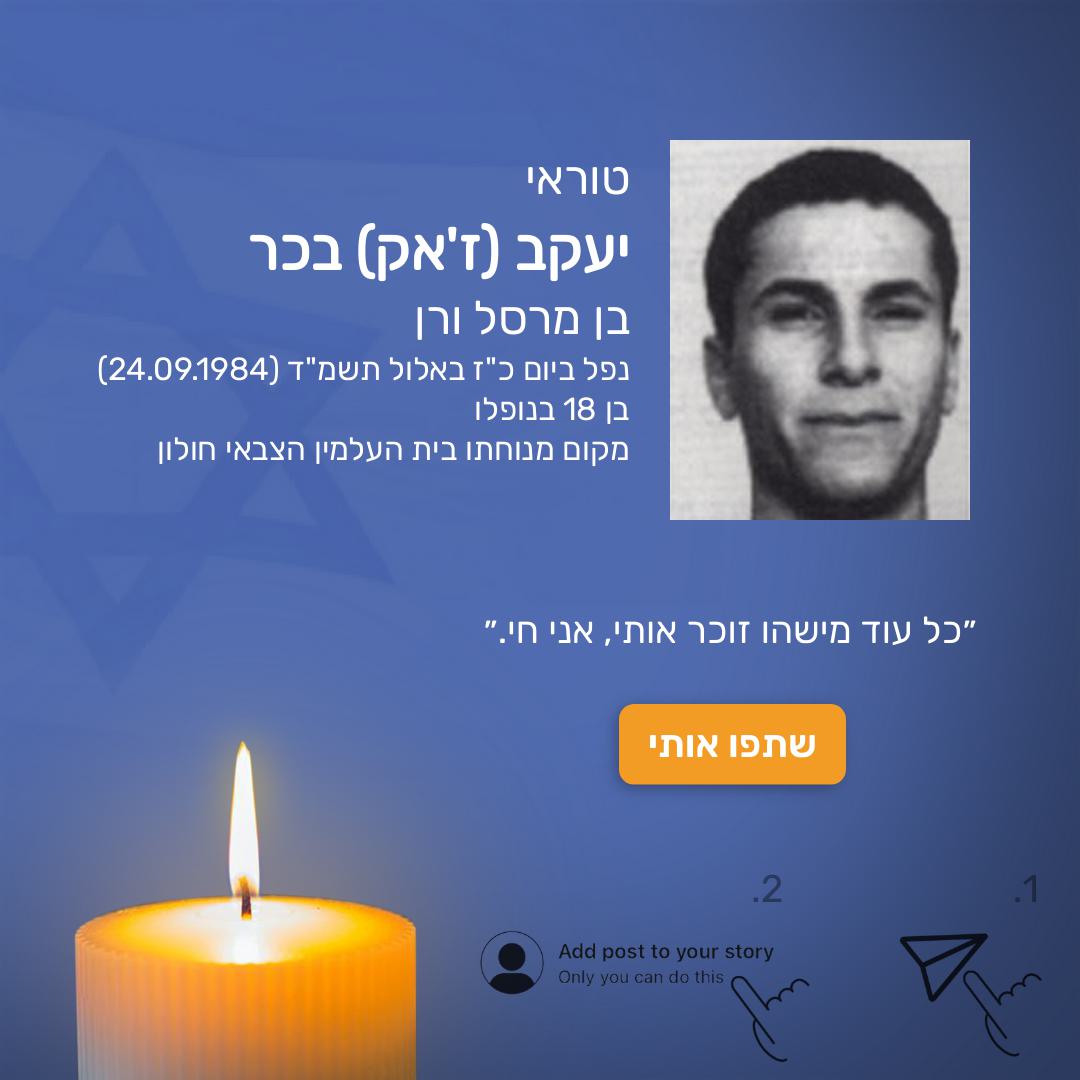 טוראי
יעקב (ז'אק) בכר
בן מרסל ורן
נפל ביום כ"ז באלול תשמ"ד (24.09.1984)
בן 18 בנופלו
מקום מנוחתו בית העלמין הצבאי חולון
״כל עוד מישהו זוכר אותי, אני חי.״
שתפו אותי
.1
.2
Add post to your story
Only you can do this